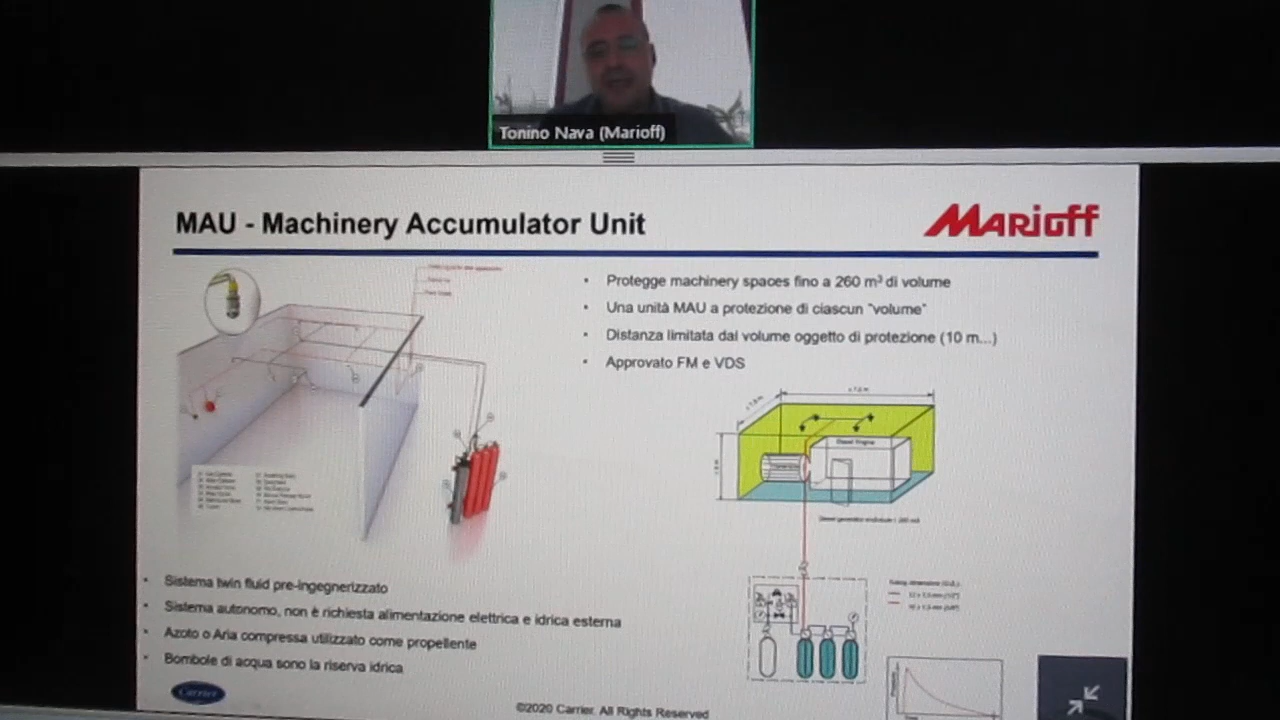 Tonino Nava (Marioff)
MAU - Machinery Accumulator Unit
MARiOFF
• Protegge machinery spaces fino a 260 m³ di volume
• Una unità MAU a protezione di ciascun "volume"
• Distanza limitata dal volume oggetto di protezione (10 m...)
• Approvato FM e VDS
Diesel Engine
• Sistema twin fluid pre-ingegnerizzato
• Sistema autonomo, non è richiesta alimentazione elettrica e idrica esterna
• Azoto o Aria compressa utilizzato come propellente
• Bombole di acqua sono la riserva idrica
Carrier
©2020 Carrier. All Rights Reserved